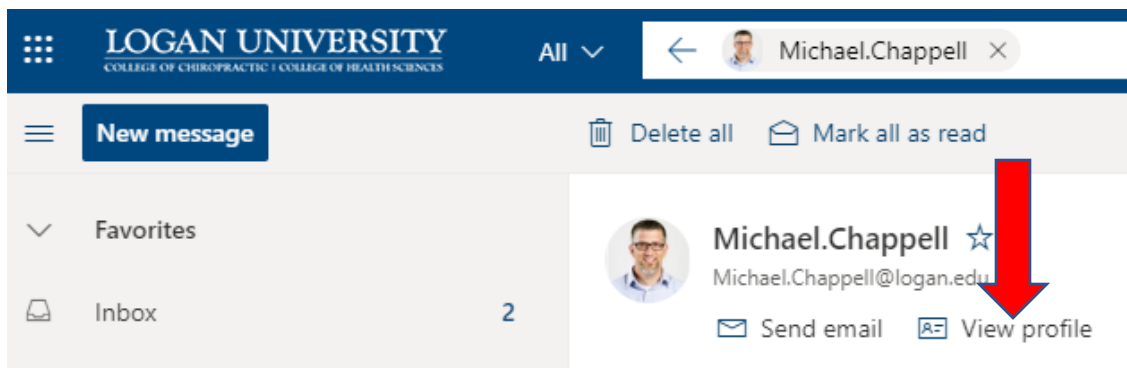 LOGAN UNIVERSITY
COLLEGE OF CHIROPRACTIC | COLLEGE OF HEALTH SCIENCES
All
Michael.Chappell
New message
Delete all
Mark all as read
Favorites
Inbox 2
Michael.Chappell
Michael.Chappell@logan.edu
Send email
View profile